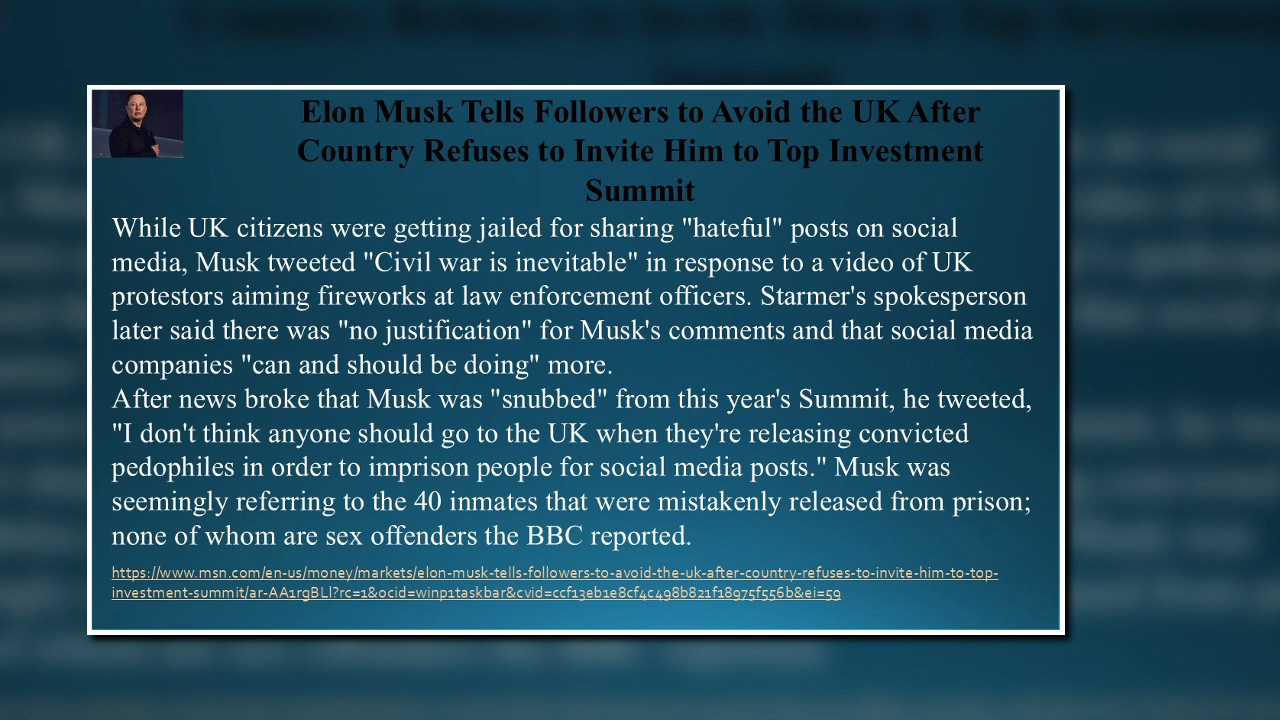 Elon Musk Tells Followers to Avoid the UK After
Country Refuses to Invite Him to Top Investment
Summit
While UK citizens were getting jailed for sharing "hateful" posts on social
media, Musk tweeted "Civil war is inevitable" in response to a video of UK
protestors aiming fireworks at law enforcement officers. Starmer's spokesperson
later said there was "no justification" for Musk's comments and that social media
companies "can and should be doing" more.
After news broke that Musk was "snubbed" from this year's Summit, he tweeted,
"I don't think anyone should go to the UK when they're releasing convicted
pedophiles in order to imprison people for social media posts." Musk was
seemingly referring to the 40 inmates that were mistakenly released from prison;
none of whom are sex offenders the BBC reported.
https://www.msn.com/en-us/money/markets/elon-musk-tells-followers-to-avoid-the-uk-after-country-refuses-to-invite-him-to-top-
investment-summit/ar-AA1rgBLl?rc=1&ocid=winp1taskbar&cvid=ccf13eb1e8cf4c498b821f18975f556b&ei=59